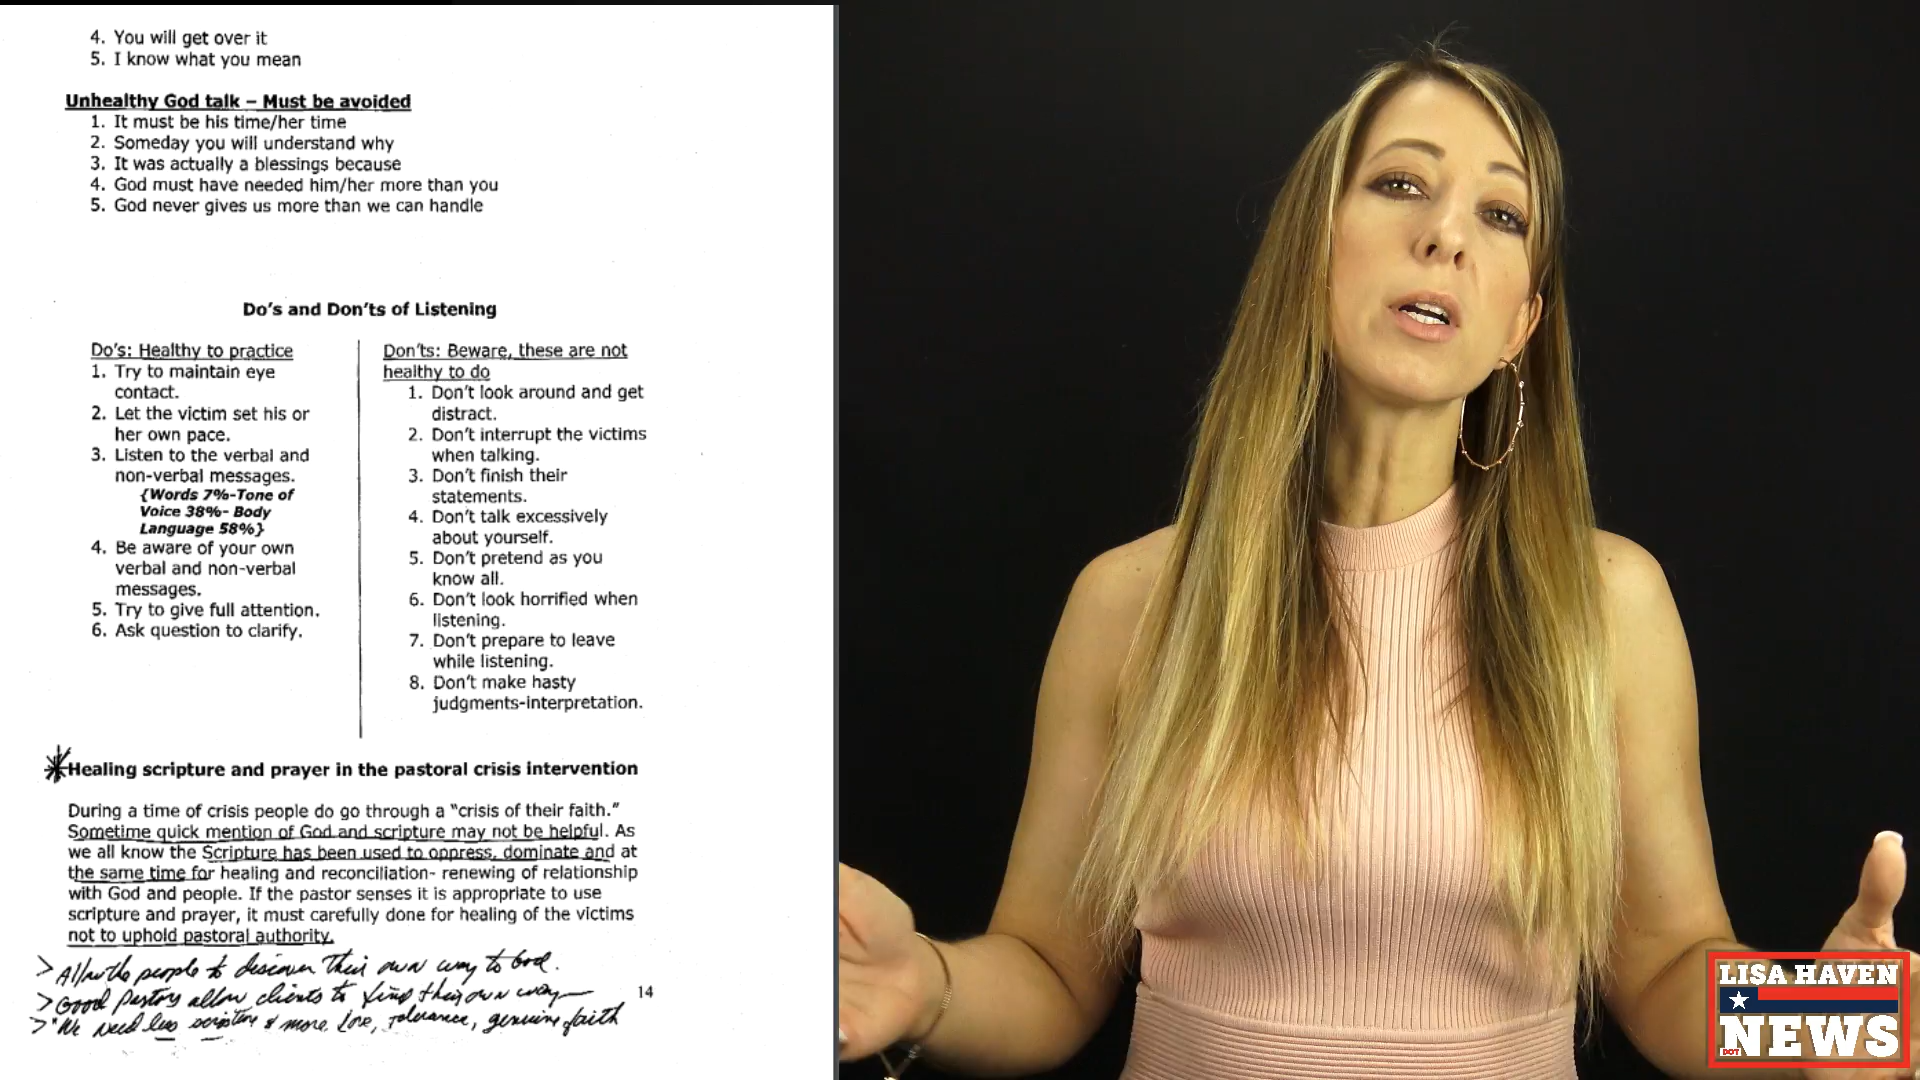 4. You will get over it
5. I know what you mean
Unhealthy God talk – Must be avoided
1. It must be his time/her time
2. Someday you will understand why
3. It was actually a blessings because
4. God must have needed him/her more than you
5. God never gives us more than we can handle
Do's and Don'ts of Listening
Do's: Healthy to practice
1. Try to maintain eye
contact.
2. Let the victim set his or
her own pace.
3. Listen to the verbal and
non-verbal messages.
{Words 7%-Tone of
Voice 38%- Body
Language 58%}
4. Be aware of your own
verbal and non-verbal
messages.
5. Try to give full attention.
6. Ask question to clarify.
Don'ts: Beware, these are not
healthy to do
1. Don't look around and get
distract.
2. Don't interrupt the victims
when talking.
3. Don't finish their
statements.
4. Don't talk excessively
about yourself.
5. Don't pretend as you
know all.
6. Don't look horrified when
listening.
7. Don't prepare to leave
while listening.
8. Don't make hasty
judgments-interpretation.
Healing scripture and prayer in the pastoral crisis intervention
During a time of crisis people do go through a "crisis of their faith."
Sometime quick mention of God and scripture may not be helpful. As
we all know the Scripture has been used to oppress, dominate and at
the same time for healing and reconciliation- renewing of relationship
with God and people. If the pastor senses it is appropriate to use
scripture and prayer, it must carefully done for healing of the victims
not to uphold pastoral authority.
> people to discover their own way to God.
> Good Pastors allow clients to find their own way
> "We need less scripture & more Love, Tolerance, genuine faith
14
LISA HAVEN
DOT NEWS